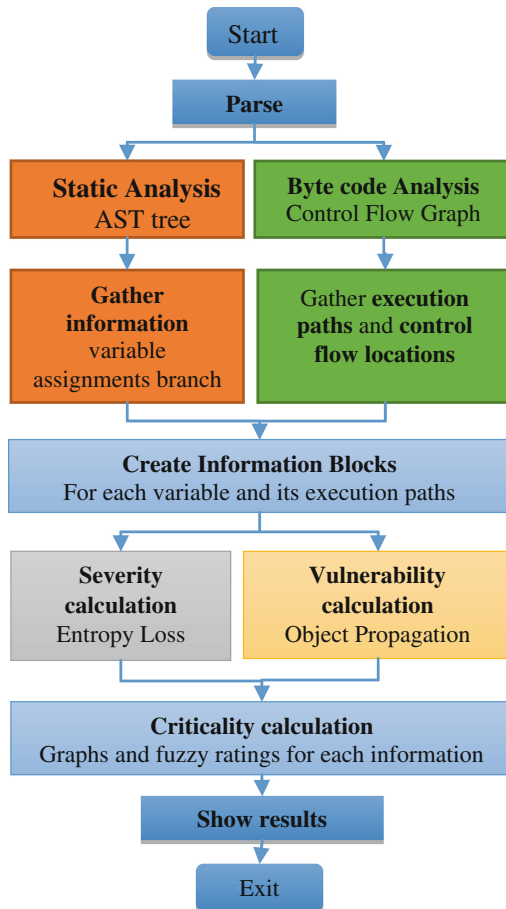 Start
Parse
Static Analysis
AST tree
Byte code Analysis
Control Flow Graph
Gather
information
variable
assignments branch
Gather execution
paths and control
flow locations
Create Information Blocks
For each variable and its execution paths
Severity
calculation
Entropy Loss
Vulnerability
calculation
Object Propagation
Criticality calculation
Graphs and fuzzy ratings for each information
Show results
Exit